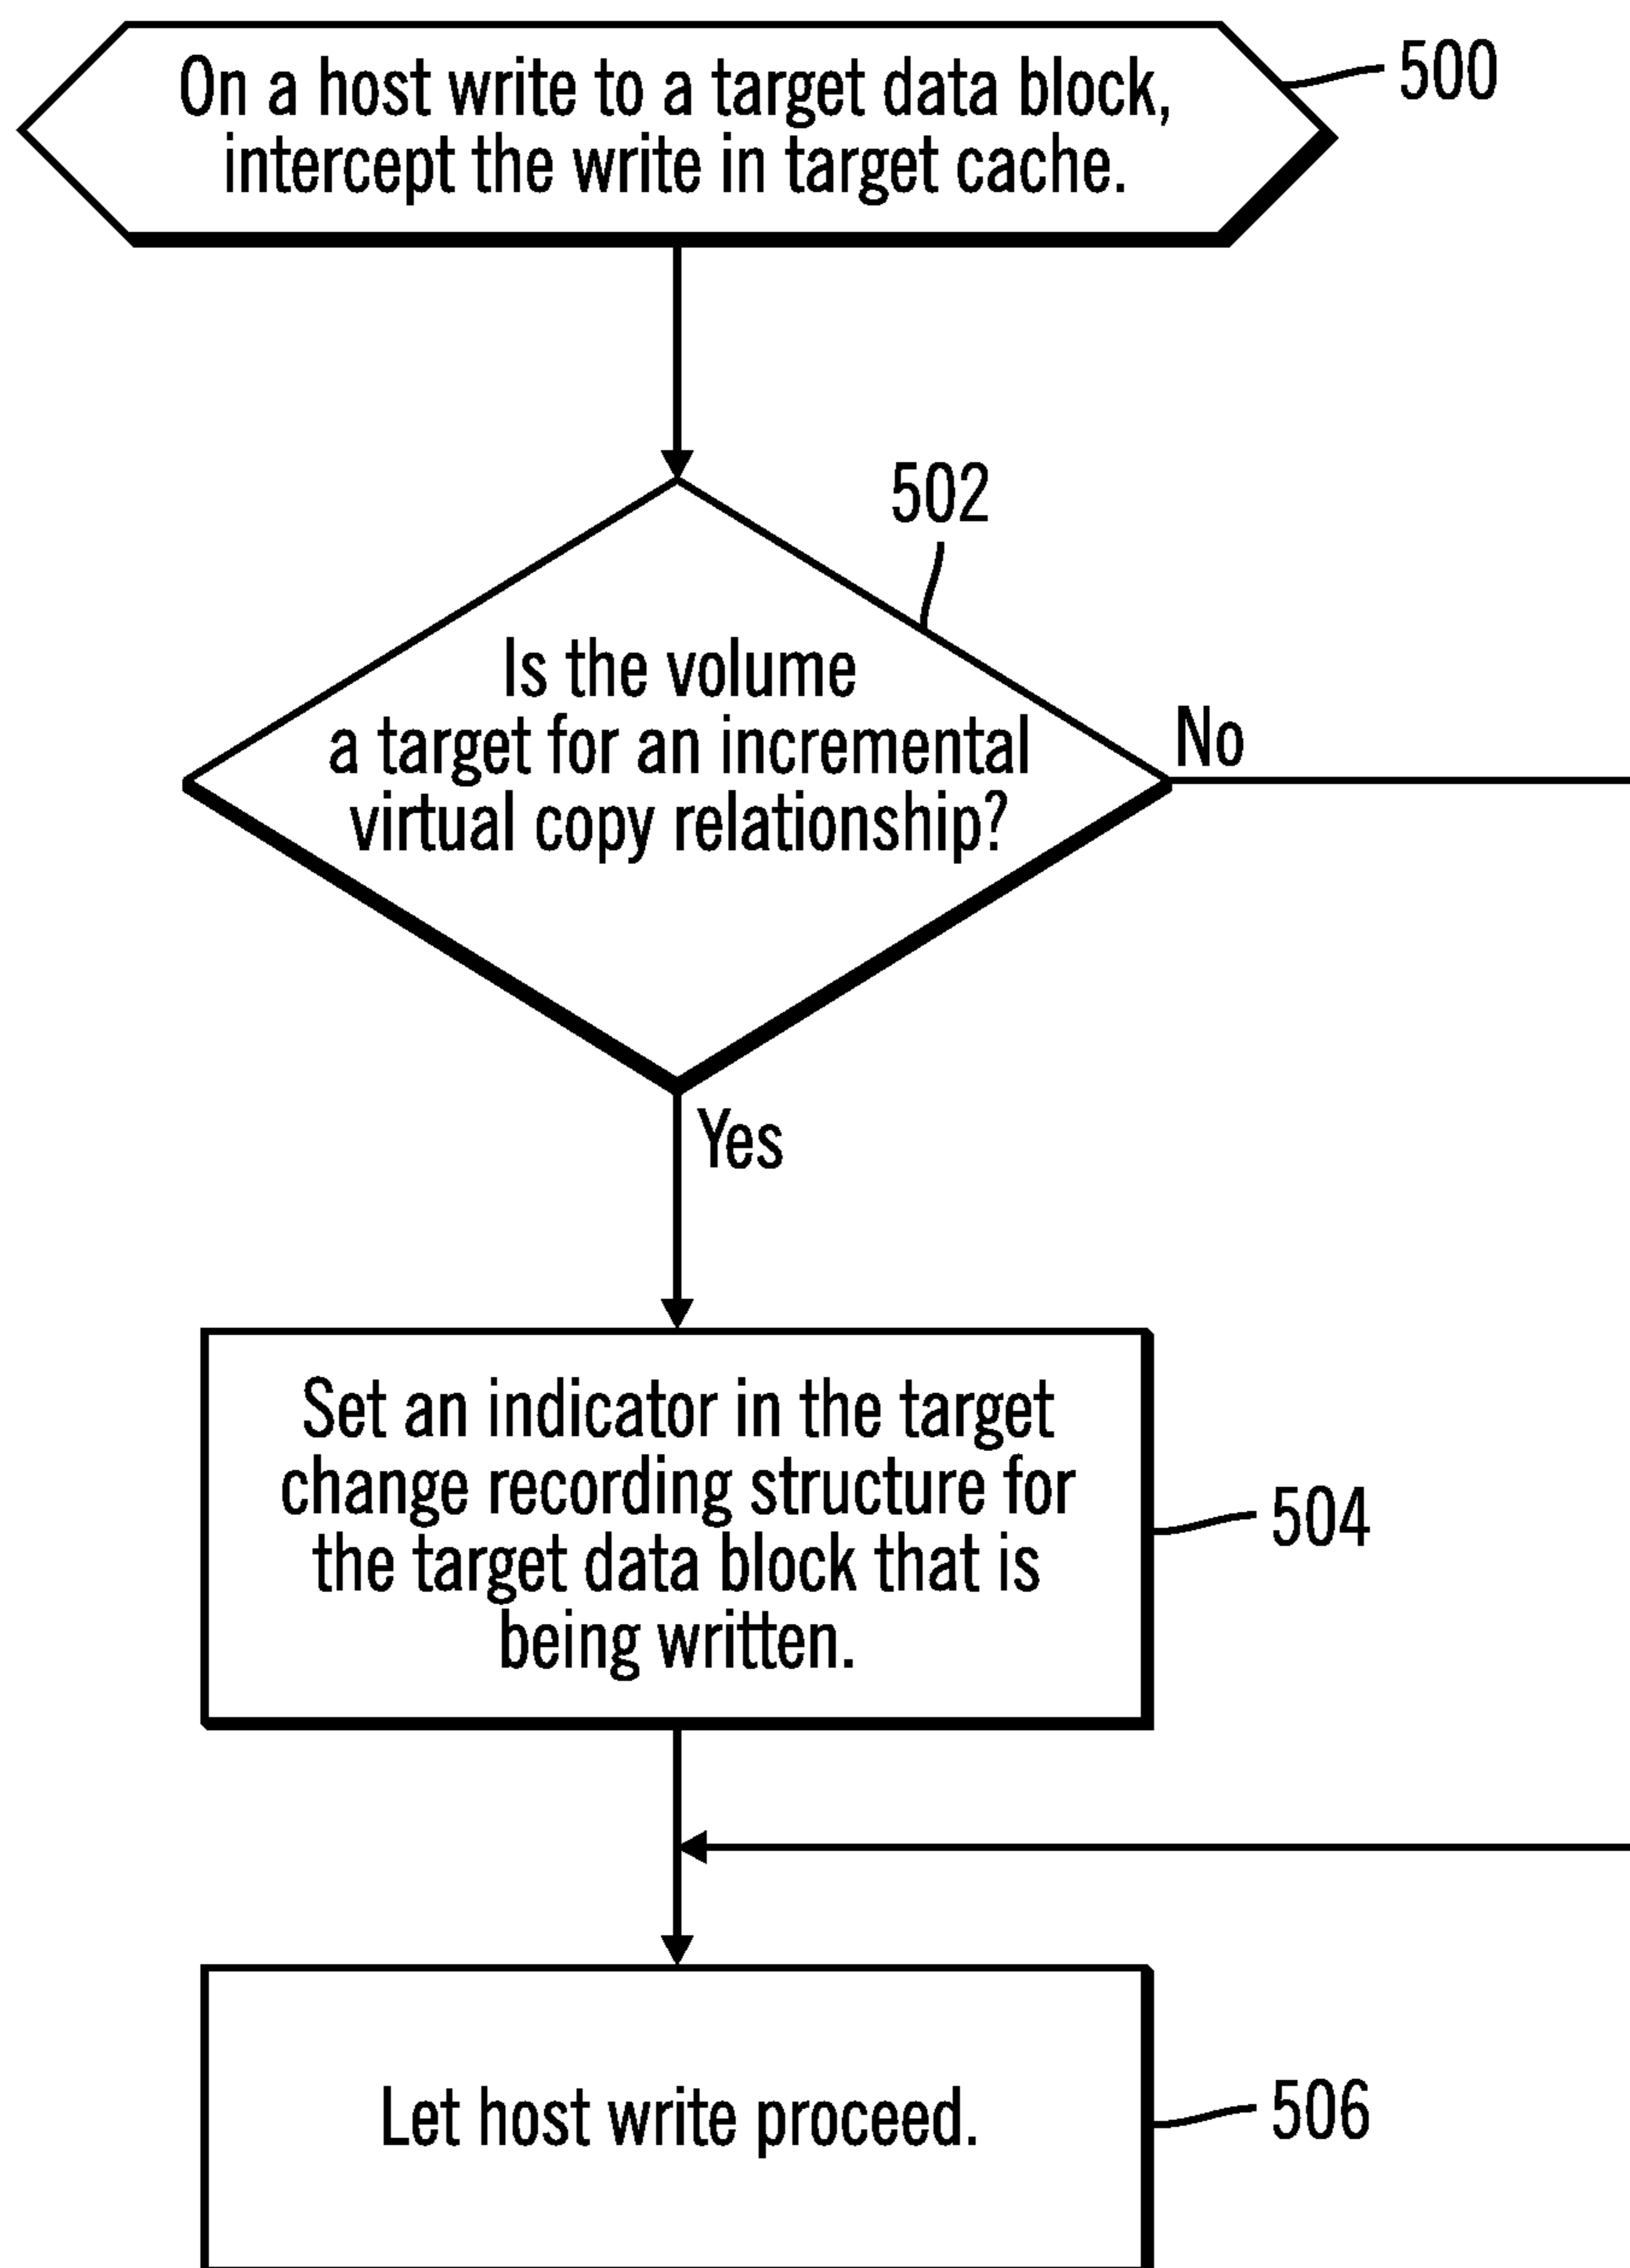 On a host write to a target data block,
intercept the write in target cache.
500
502
Is the volume
a target for an incremental
virtual copy relationship?
No
Yes
Set an indicator in the target
change recording structure for
the target data block that is
being written.
504
Let host write proceed.
506